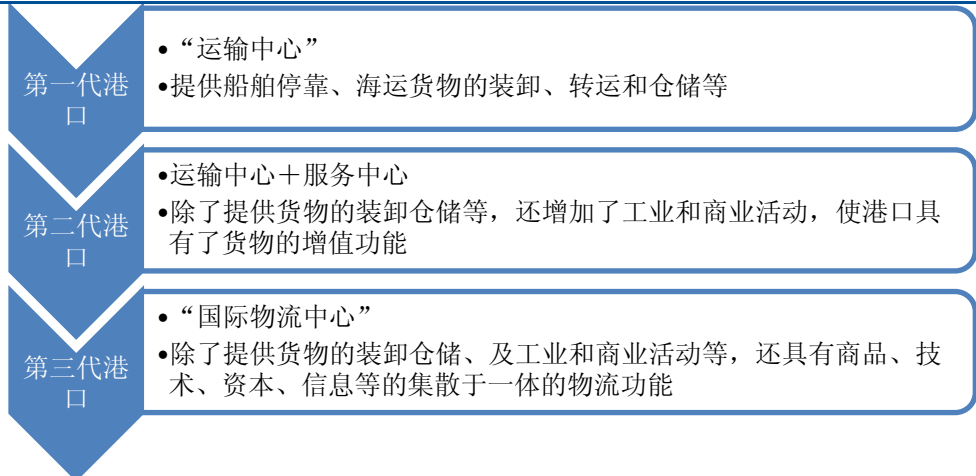 第一代港
口
•“运输中心”
•提供船舶停靠、海运货物的装卸、转运和仓储等
第二代港
口
•运输中心＋服务中心
•除了提供货物的装卸仓储等，还增加了工业和商业活动，使港口具
有了货物的增值功能
第三代港
口
•“国际物流中心”
•除了提供货物的装卸仓储、及工业和商业活动等，还具有商品、技
术、资本、信息等的集散于一体的物流功能